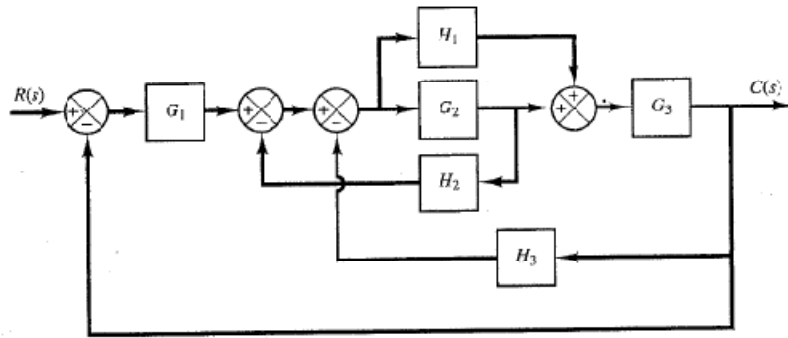 H₁
R(s)
C(s)
+
−
G₁
+
−
+
−
G₂
+
+
G₃
H₂
H₃